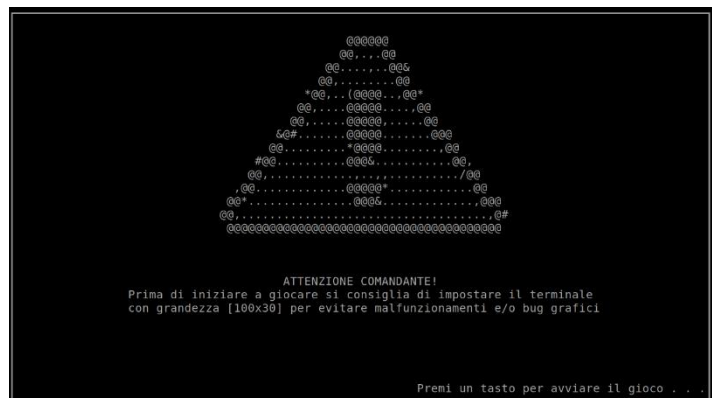 ATTENZIONE COMANDANTE!
Prima di iniziare a giocare si consiglia di impostare il terminale
con grandezza [100x30] per evitare malfunzionamenti e/o bug grafici
Premi un tasto per avviare il gioco . . .